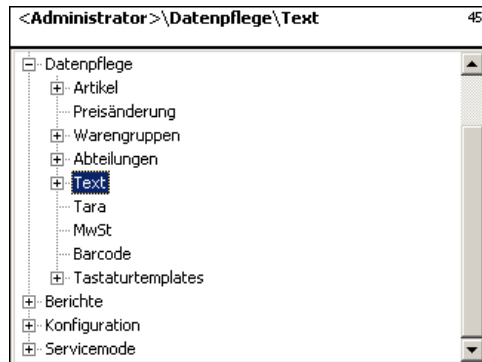 <Administrator>\Datenpflege\Text 45
Datenpflege
Artikel
Preisänderung
Warengruppen
Abteilungen
Text
Tara
MwSt
Barcode
Tastaturtemplates
Berichte
Konfiguration
Servicemode